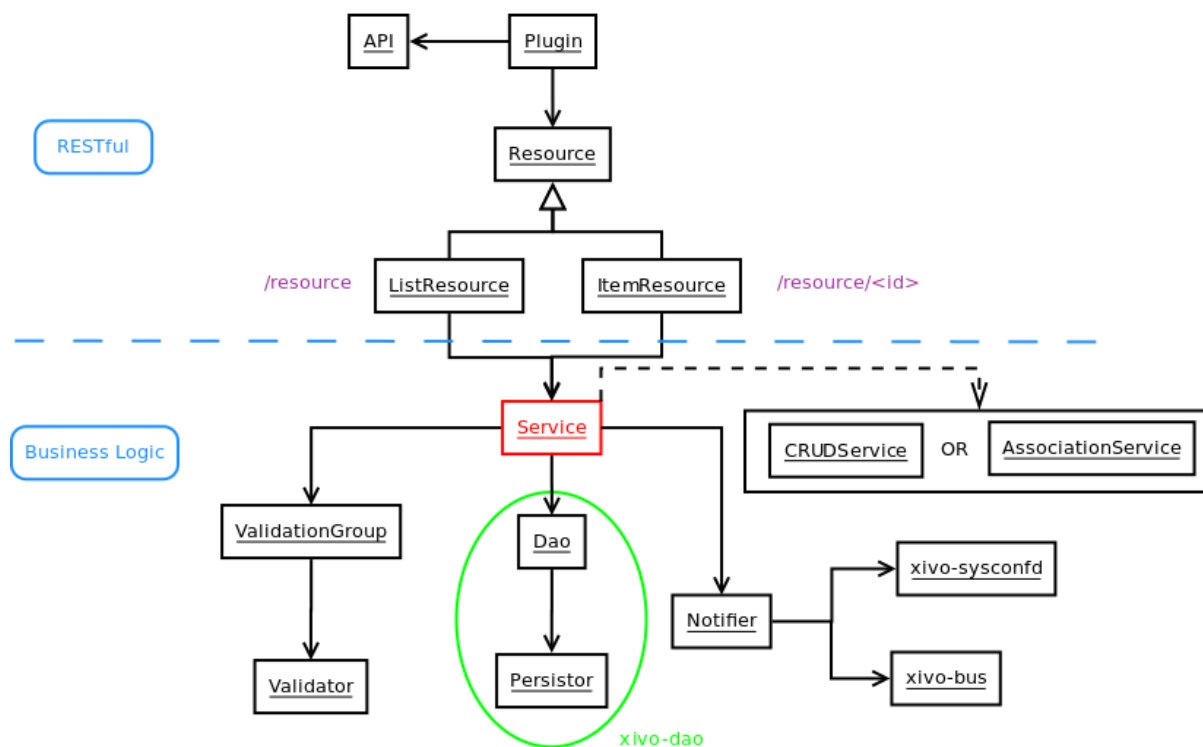 API
Plugin
RESTful
Resource
/resource
ListResource
ItemResource
/resource/<id>
Business Logic
Service
CRUDService
OR
AssociationService
ValidationGroup
Dao
xivo-sysconfd
Notifier
Validator
Persistor
xivo-bus
xivo-dao